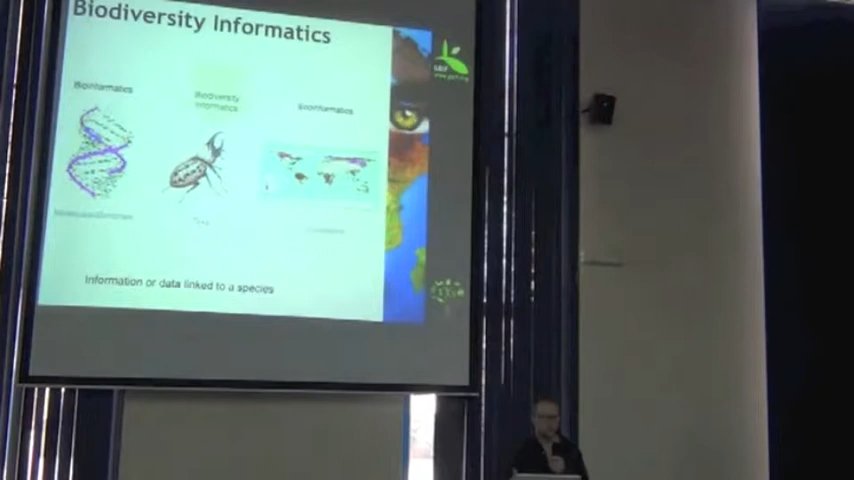 Biodiversity Informatics
Bioinformatics
Biodiversity
Informatics
Ecoinformatics
Information or data linked to a species